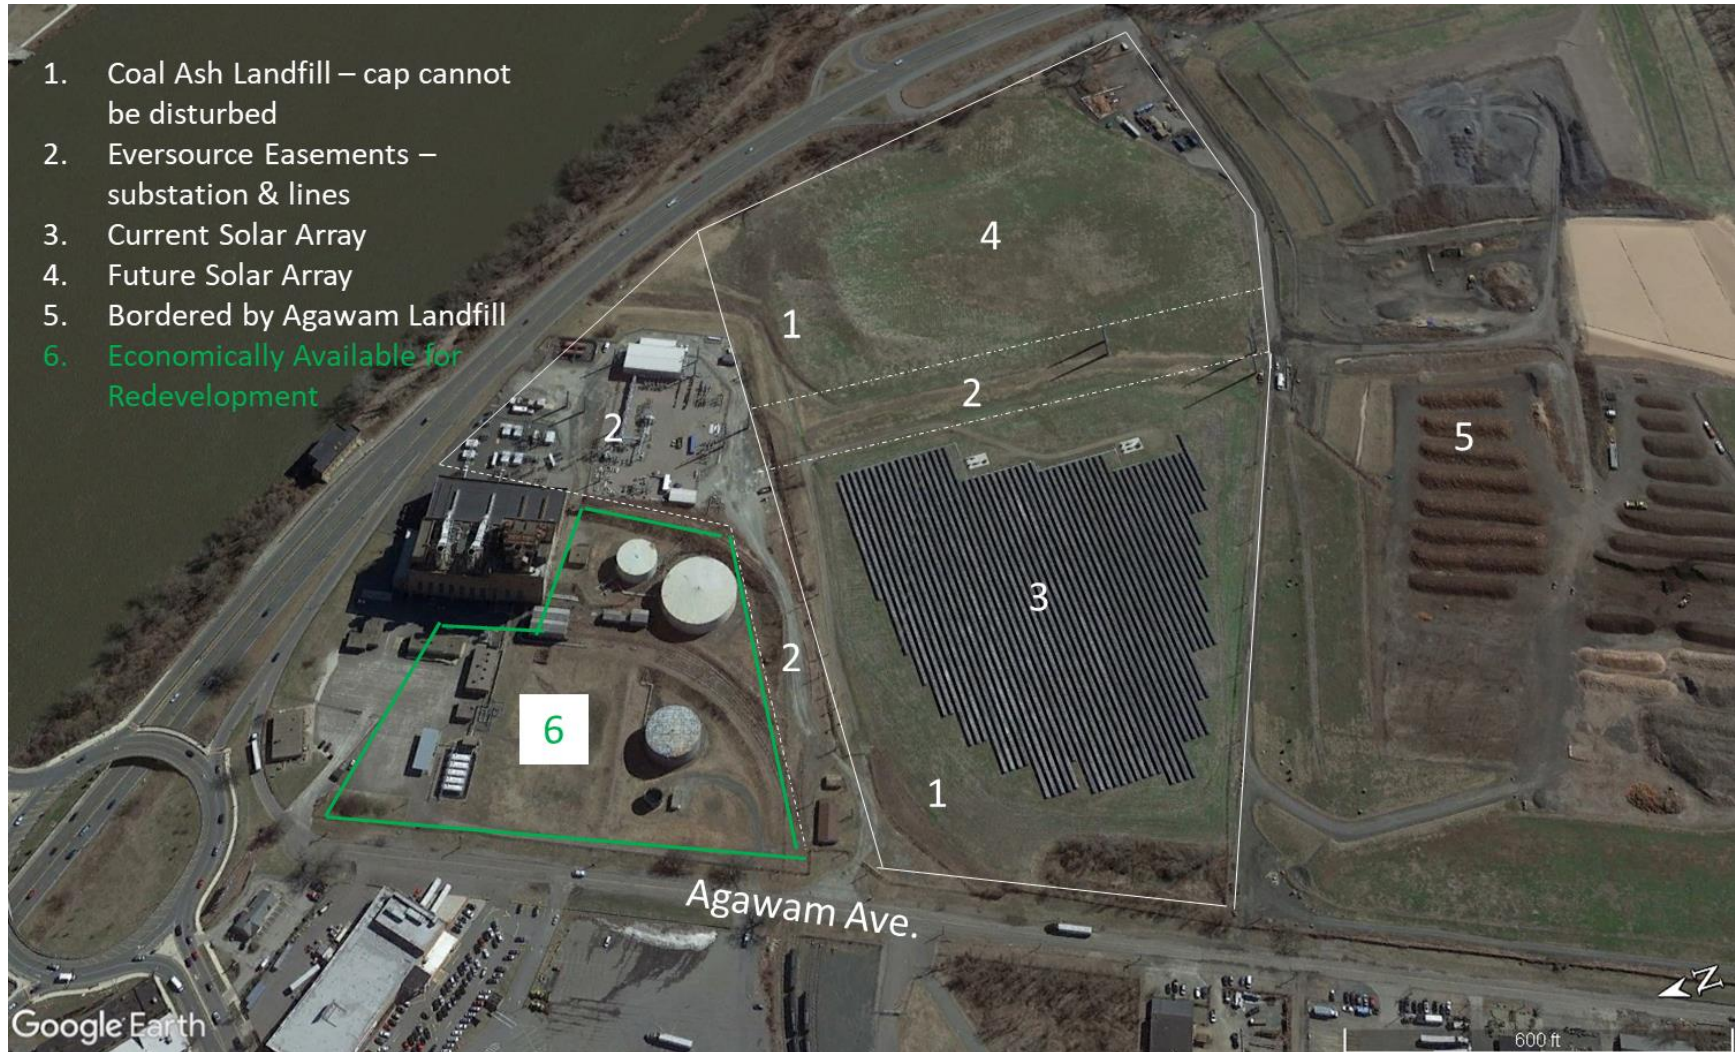 1. Coal Ash Landfill – cap cannot
be disturbed
2. Eversource Easements –
substation & lines
3. Current Solar Array
4. Future Solar Array
5. Bordered by Agawam Landfill
6. Economically Available for
Redevelopment
4
1
2
2
5
3
2
6
1
Agawam Ave.
N
Google Earth
600 ft